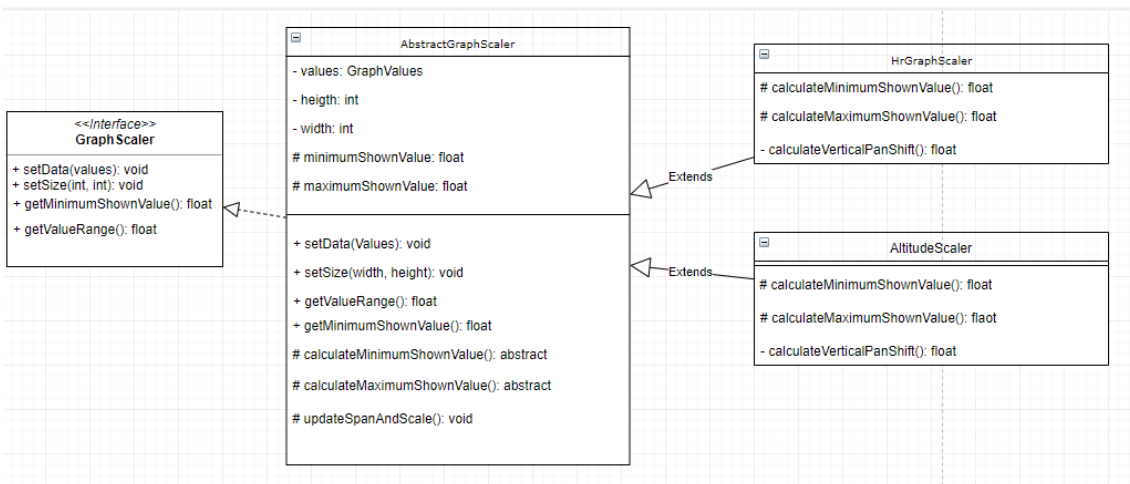 <<Interface>>
Graph Scaler
+ setData(values): void
+ setSize(int, int): void
+ getMinimumShownValue(): float
+ getValueRange(): float
AbstractGraphScaler
- values: GraphValues
- heigth: int
- width: int
# minimumShownValue: float
# maximumShownValue: float
+ setData(Values): void
+ setSize(width, height): void
+ getValueRange(): float
+ getMinimumShownValue(): float
# calculateMinimumShownValue(): abstract
# calculateMaximumShownValue(): abstract
# updateSpanAndScale(): void
Extends
Extends
HrGraphScaler
# calculateMinimumShownValue(): float
# calculateMaximumShownValue(): float
- calculateVerticalPanShift(): float
AltitudeScaler
# calculateMinimumShownValue(): float
# calculateMaximumShownValue(): flaot
- calculateVerticalPanShift(): float